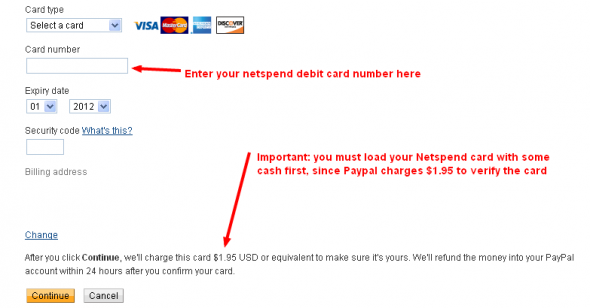 Card type
Select a card VISA MasterCard AMERICAN EXPRESS DISCOVER
Card number
Enter your netspend debit card number here
Expiry date
01 2012
Security code What's this?
Important: you must load your Netspend card with some
cash first, since Paypal charges $1.95 to verify the card
Billing address
Change
After you click Continue, we'll charge this card $1.95 USD or equivalent to make sure it's yours. We'll refund the money into your PayPal
account within 24 hours after you confirm your card.
Continue Cancel